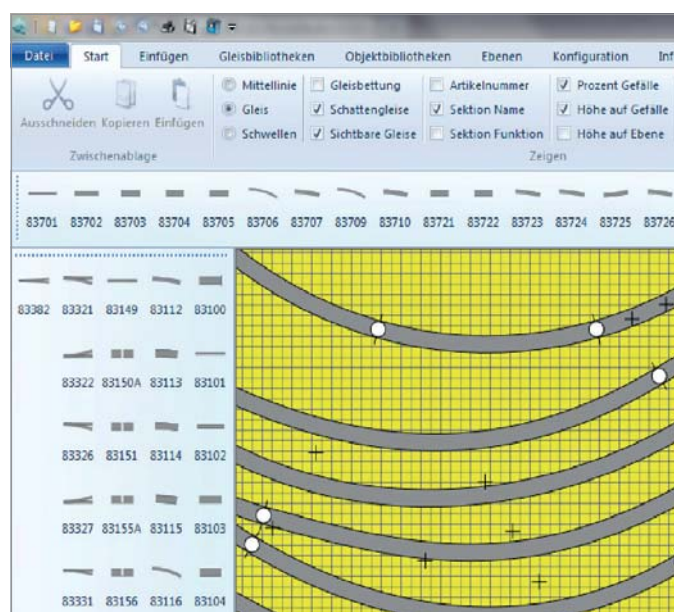 Datei Start Einfügen Gleisbibliotheken Objektbibliotheken Ebenen Konfiguration Inf
Mittellinie Gleisbettung Artikelnummer Prozent Gefälle
Gleis Schattengleise Sektion Name Höhe auf Gefälle
Ausschneiden Kopieren Einfügen
Schwellen Sichtbare Gleise Sektion Funktion Höhe auf Ebene
Zwischenablage Zeigen
83701 83702 83703 83704 83705 83706 83707 83709 83710 83721 83722 83723 83724 83725 83726
83382 83321 83149 83112 83100
83322 83150A 83113 83101
83326 83151 83114 83102
83327 83155A 83115 83103
83331 83156 83116 83104